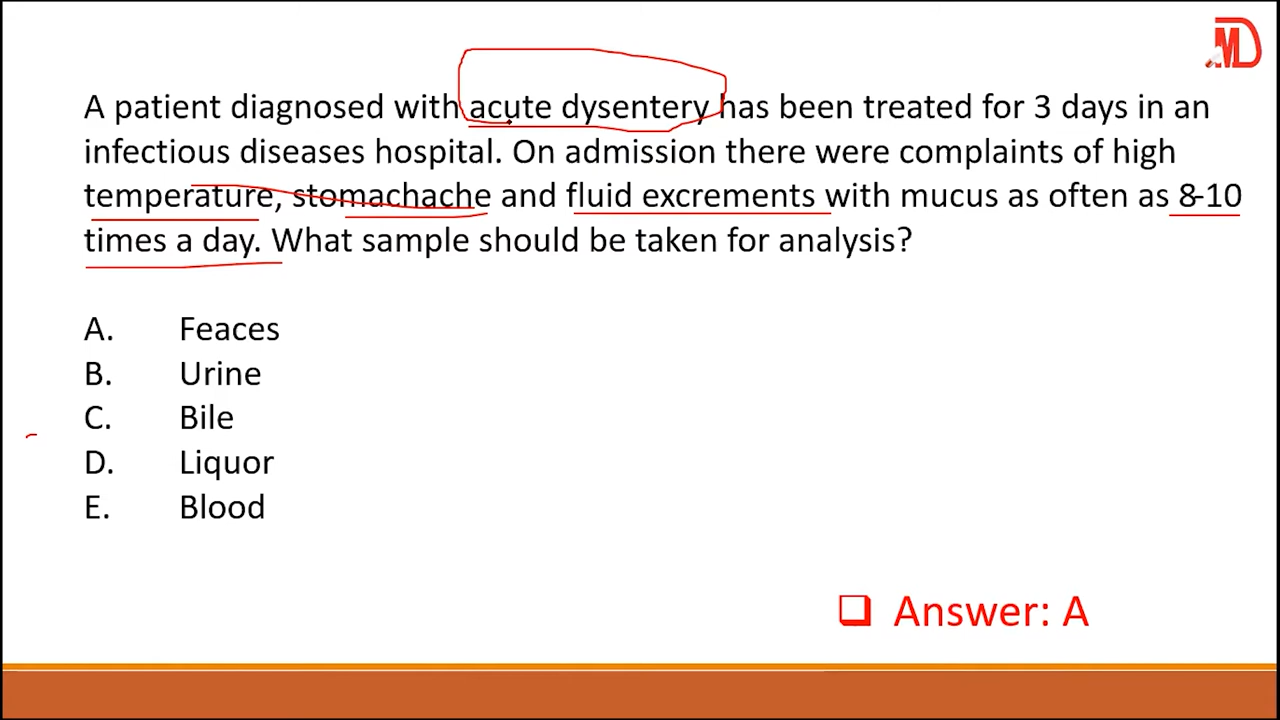 MD
A patient diagnosed with acute dysentery has been treated for 3 days in an
infectious diseases hospital. On admission there were complaints of high
temperature, stomachache and fluid excrements with mucus as often as 8-10
times a day. What sample should be taken for analysis?
A. Feaces
B. Urine
C. Bile
D. Liquor
E. Blood
❑ Answer: A